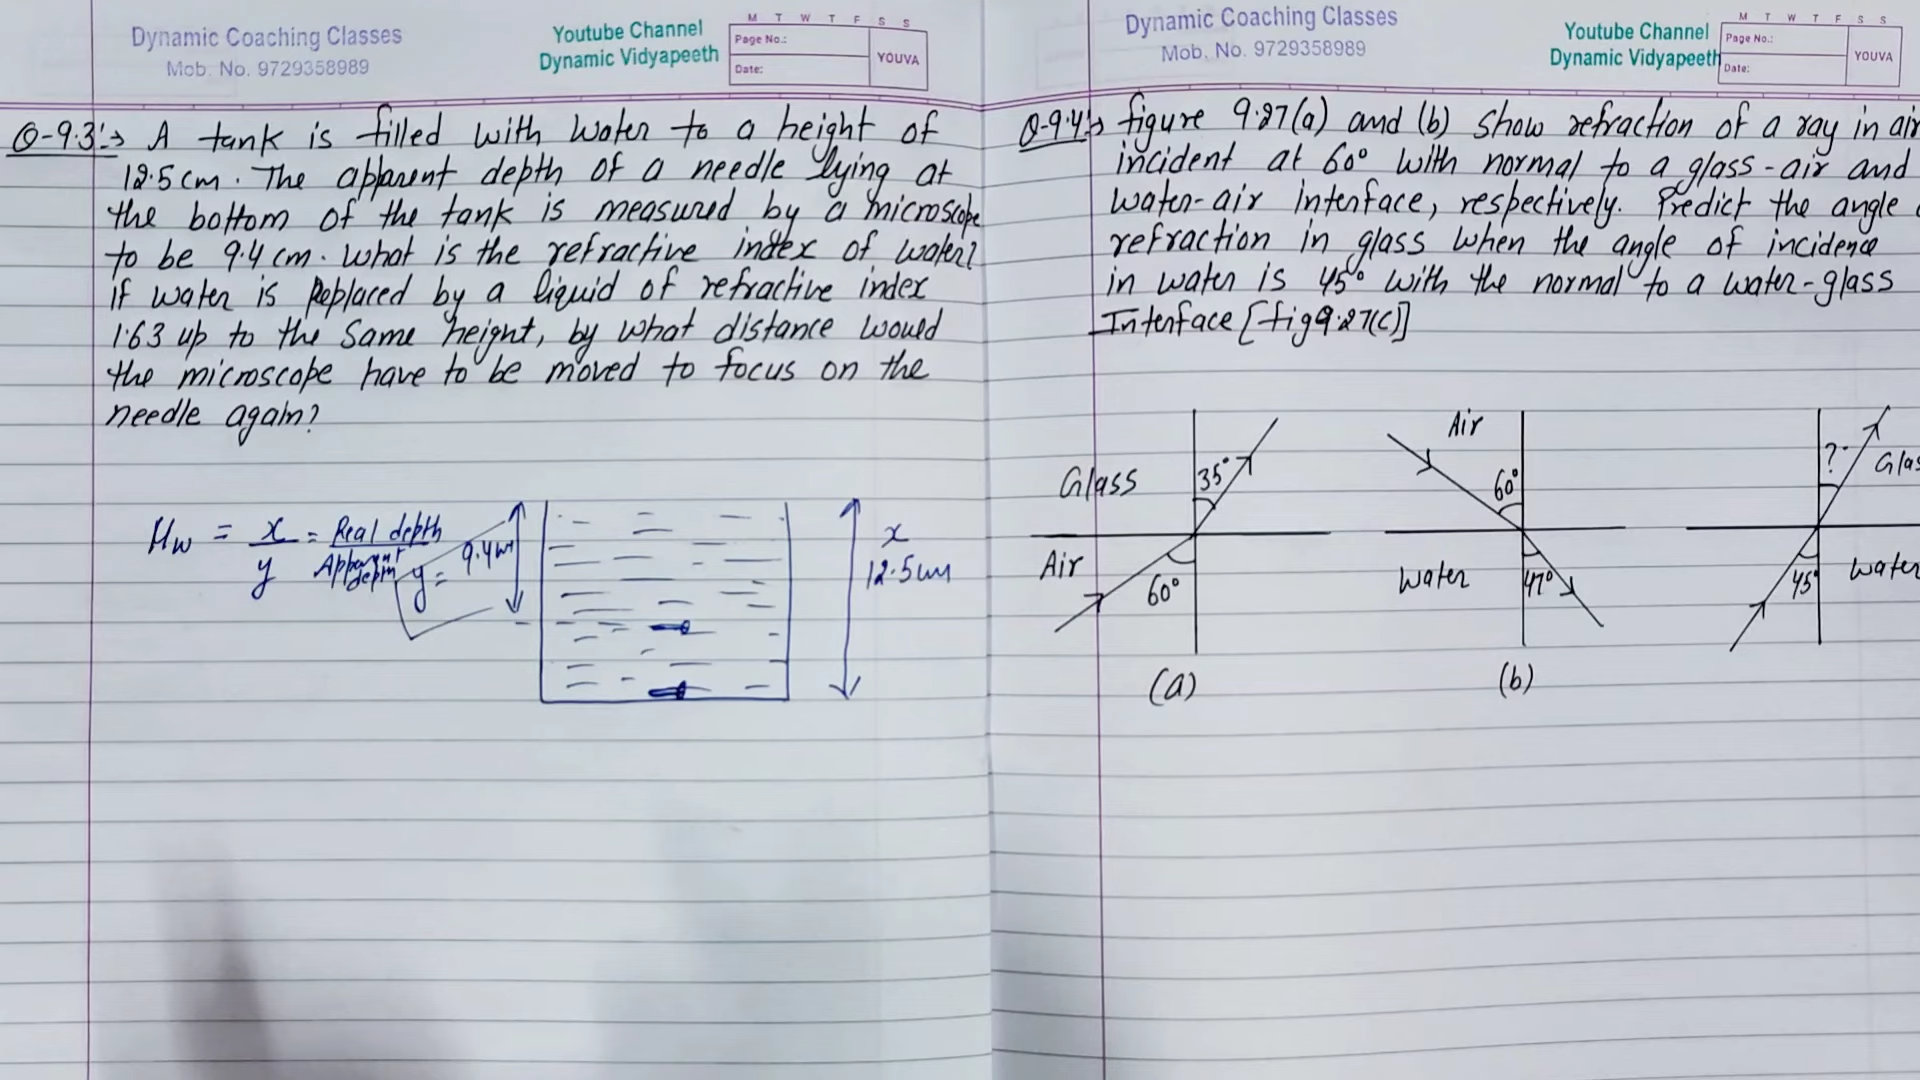 Dynamic Coaching Classes
Mob. No. 9729358989
Youtube Channel
Dynamic Vidyapeeth
M T W T F S S
Page No.:
Date:
YOUVA
Q-9.3:→ A tank is filled with Water to a height of
12.5cm. The apparent depth of a needle lying at
the bottom of the tank is measured by a microscope
to be 9.4 cm. What is the refractive index of water?
if water is Replaced by a liquid of refractive index
1.63 up to the Same height, by what distance would
the microscope have to be moved to focus on the
needle again?
μw = x/y = Real depth/Apparent depth
y = 9.4cm
x
12.5cm
Dynamic Coaching Classes
Mob. No. 9729358989
Youtube Channel
Dynamic Vidyapeeth
M T W T F S S
Page No.:
Date:
YOUVA
Q-9.4:→ figure 9.27(a) and (b) Show refraction of a ray in air
incident at 60° with normal to a glass-air and
water-air interface, respectively. Predict the angle
refraction in glass when the angle of incidence
in water is 45° with the normal to a water-glass
Interface [fig 9.27(c)]
Glass 35°
Air 60°
(a)
Air 60°
Water 47°
(b)
? Glas
45° Water